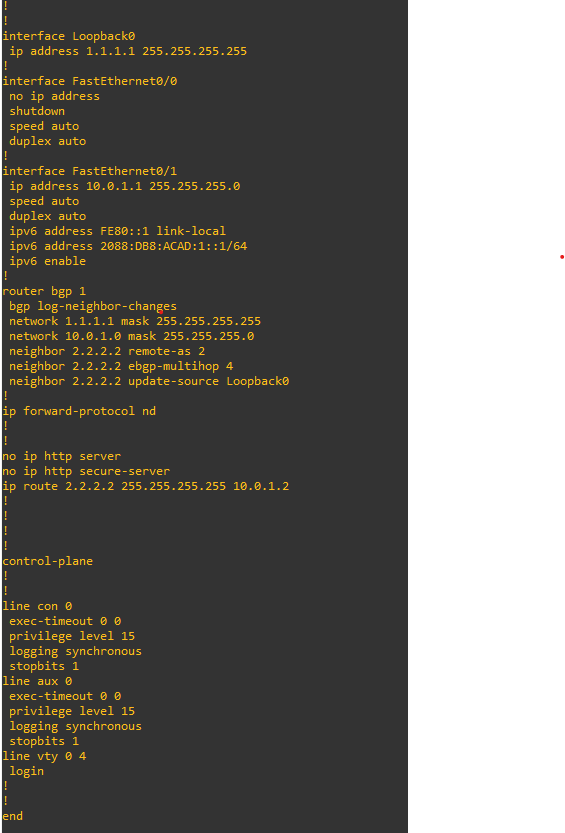 !
!
interface Loopback0
 ip address 1.1.1.1 255.255.255.255
!
interface FastEthernet0/0
 no ip address
 shutdown
 speed auto
 duplex auto
!
interface FastEthernet0/1
 ip address 10.0.1.1 255.255.255.0
 speed auto
 duplex auto
 ipv6 address FE80::1 link-local
 ipv6 address 2088:DB8:ACAD:1::1/64
 ipv6 enable
!
router bgp 1
 bgp log-neighbor-changes
 network 1.1.1.1 mask 255.255.255.255
 network 10.0.1.0 mask 255.255.255.0
 neighbor 2.2.2.2 remote-as 2
 neighbor 2.2.2.2 ebgp-multihop 4
 neighbor 2.2.2.2 update-source Loopback0
!
ip forward-protocol nd
!
!
no ip http server
no ip http secure-server
ip route 2.2.2.2 255.255.255.255 10.0.1.2
!
!
!
!
control-plane
!
!
line con 0
 exec-timeout 0 0
 privilege level 15
 logging synchronous
 stopbits 1
line aux 0
 exec-timeout 0 0
 privilege level 15
 logging synchronous
 stopbits 1
line vty 0 4
 login
!
!
end